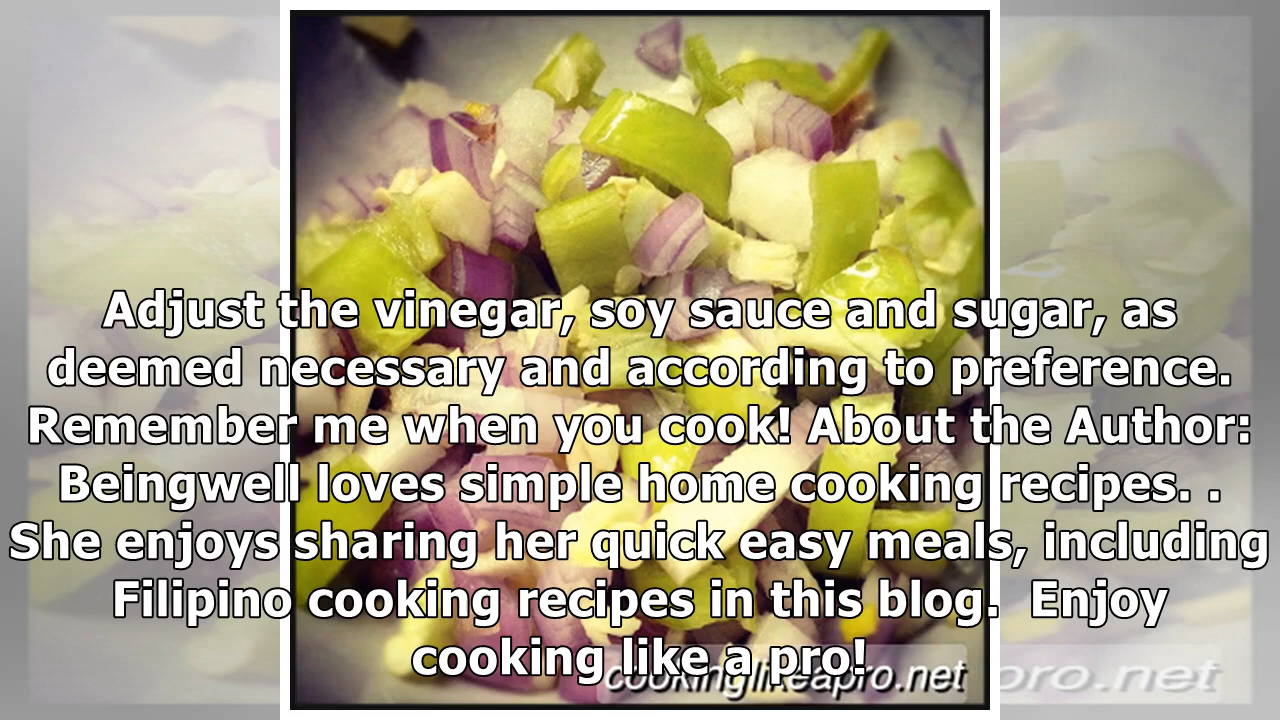 Adjust the vinegar, soy sauce and sugar, as
deemed necessary and according to preference.
Remember me when you cook! About the Author:
Beingwell loves simple home cooking recipes. .
She enjoys sharing her quick easy meals, including
Filipino cooking recipes in this blog.  Enjoy
cooking like a pro!
cookinglikeapro.net
pro.net